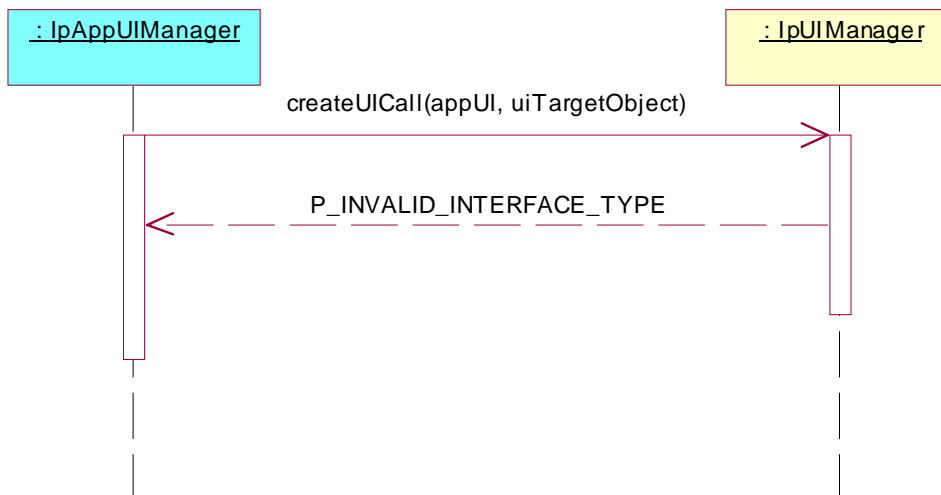 : IpAppUIManager
: IpUIManager
createUICall(appUI, uiTargetObject)
P_INVALID_INTERFACE_TYPE